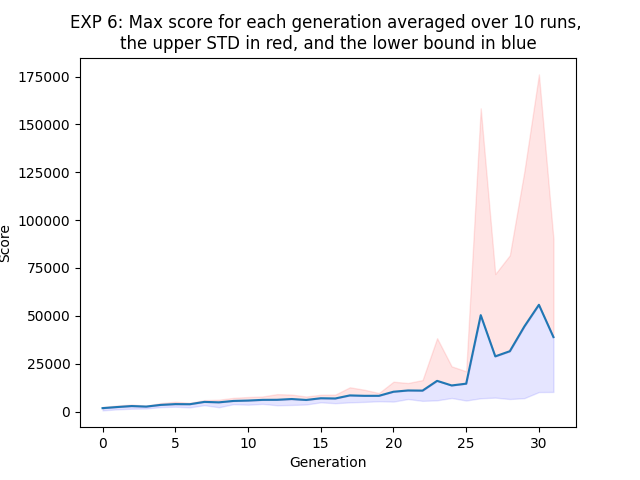 EXP 6: Max score for each generation averaged over 10 runs,
the upper STD in red, and the lower bound in blue
175000
150000
125000
100000
75000
50000
25000
0
Score
0 5 10 15 20 25 30
Generation